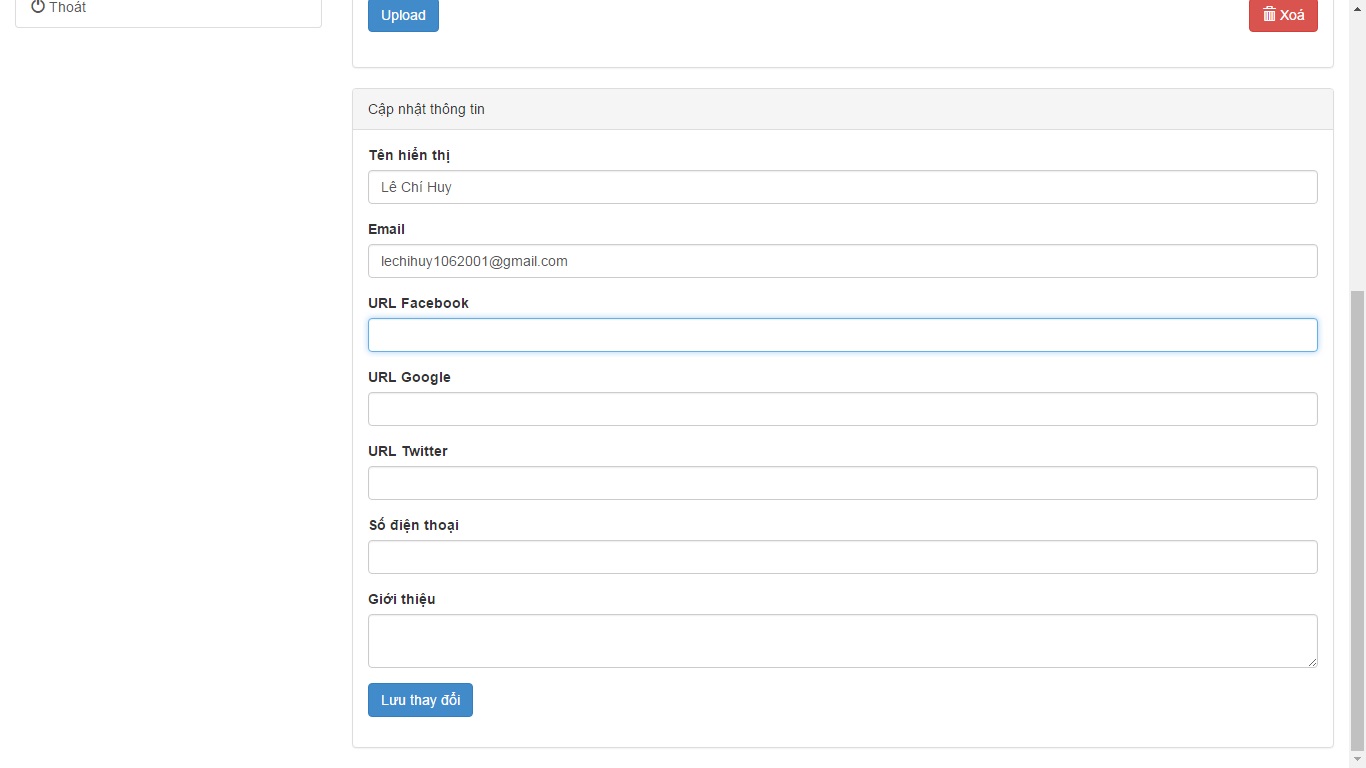 Thoát
Upload
Xoá
Cập nhật thông tin
Tên hiển thị
Lê Chí Huy
Email
lechihuy1062001@gmail.com
URL Facebook
URL Google
URL Twitter
Số điện thoại
Giới thiệu
Lưu thay đổi